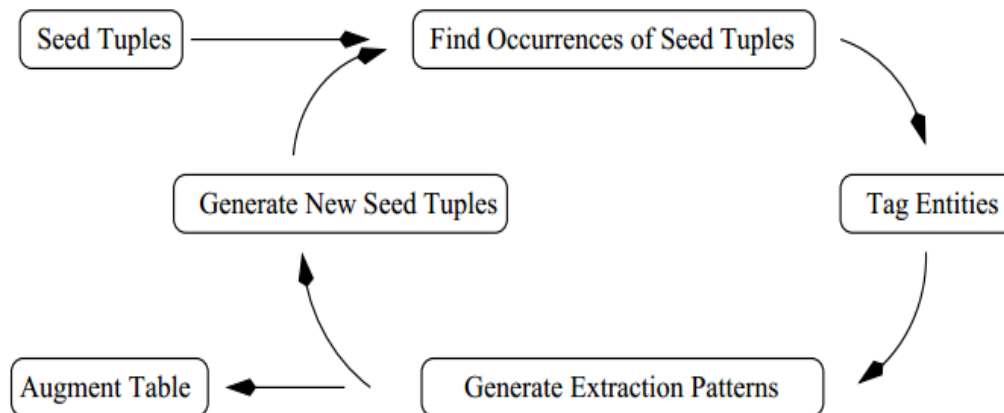 Seed Tuples
Find Occurrences of Seed Tuples
Generate New Seed Tuples
Tag Entities
Augment Table
Generate Extraction Patterns